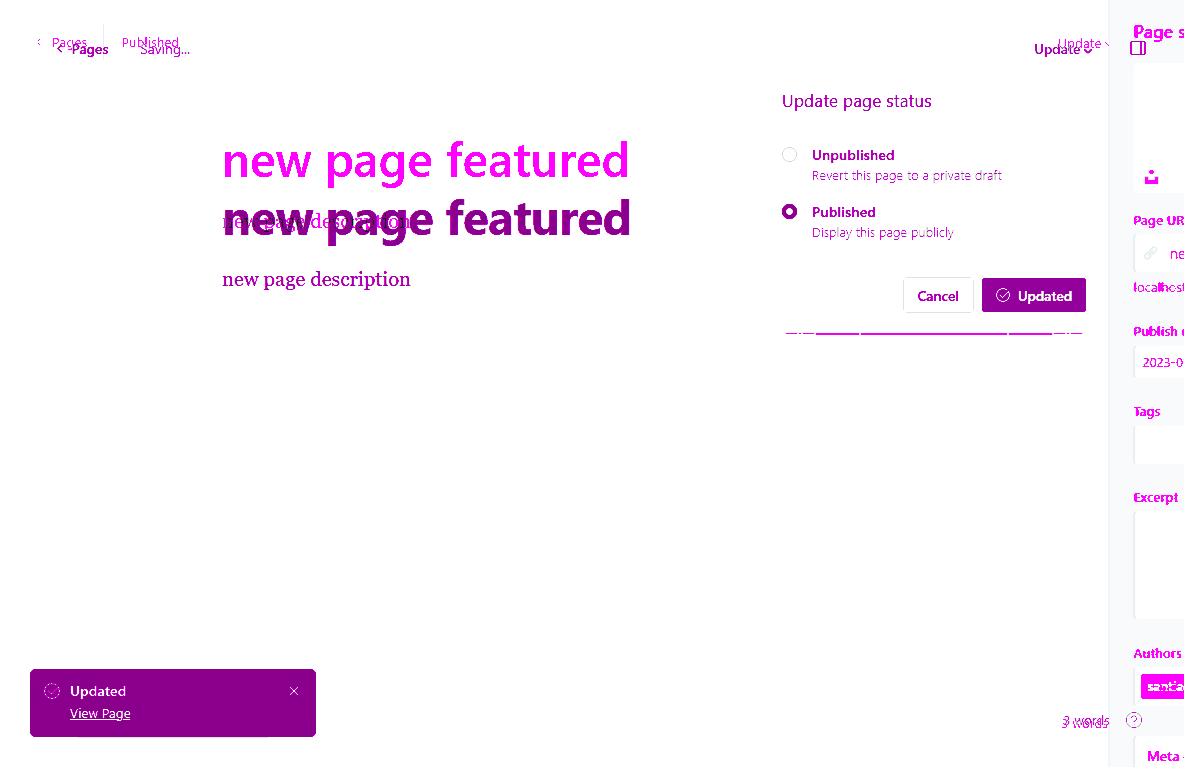 Pages
Published
Pages
Saving...
Update
Update
Update page status
new page featured
new page description
new page featured
new page description
Unpublished
Revert this page to a private draft
Published
Display this page publicly
Cancel
Updated
Page s
Page UR
ne
localhost
Publish
2023-0
Tags
Excerpt
Authors
santia
Meta
Updated
View Page
3 words
3 words